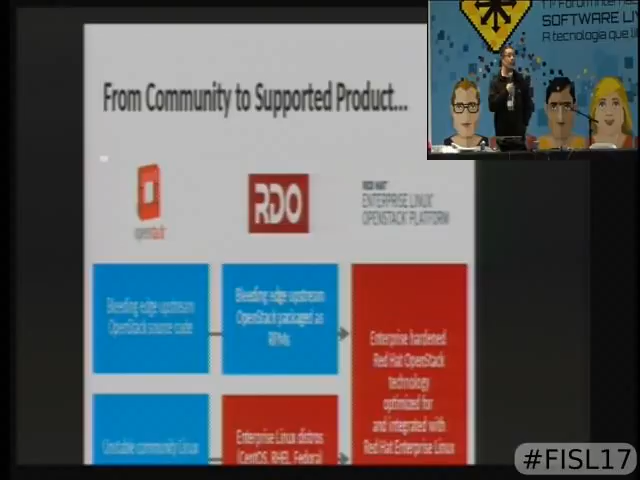 SOFTWARE LIV
A tecnologia que li
From Community to Supported Product...
openstack
RDO
RED HAT
ENTERPRISE LINUX
OPENSTACK PLATFORM
Bleeding edge upstream
OpenStack source code
Bleeding edge upstream
OpenStack packaged as
RPMs
Enterprise hardened
Red Hat OpenStack
technology
optimized for
and integrated with
Red Hat Enterprise Linux
Unstable community Linux
Enterprise Linux distros
(CentOS, RHEL, Fedora)
#FISL17